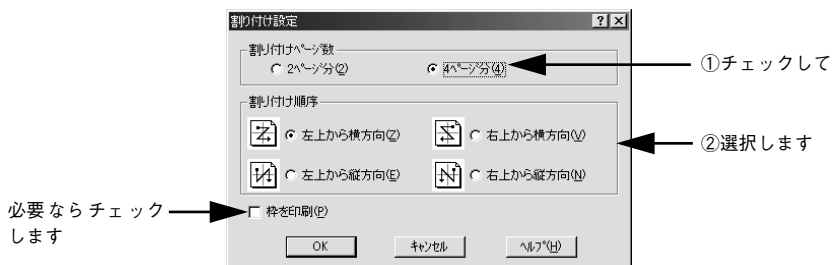 割り付け設定
割り付けページ数
2ページ分(2)
4ページ分(4)
①チェックして
割り付け順序
左上から横方向(Z)
右上から横方向(V)
②選択します
左上から縦方向(E)
右上から縦方向(N)
必要ならチェック
します
枠を印刷(P)
OK
キャンセル
ヘルプ(H)